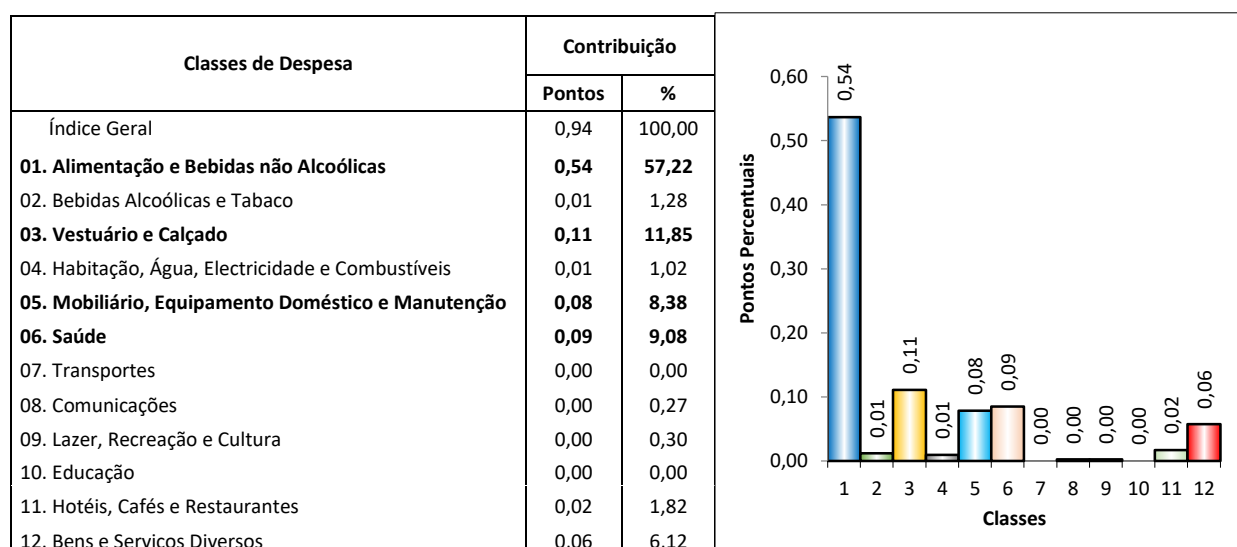 Classes de Despesa Contribuição
Pontos %
Índice Geral 0,94 100,00
01. Alimentação e Bebidas não Alcoólicas 0,54 57,22
02. Bebidas Alcoólicas e Tabaco 0,01 1,28
03. Vestuário e Calçado 0,11 11,85
04. Habitação, Água, Electricidade e Combustíveis 0,01 1,02
05. Mobiliário, Equipamento Doméstico e Manutenção 0,08 8,38
06. Saúde 0,09 9,08
07. Transportes 0,00 0,00
08. Comunicações 0,00 0,27
09. Lazer, Recreação e Cultura 0,00 0,30
10. Educação 0,00 0,00
11. Hotéis, Cafés e Restaurantes 0,02 1,82
12. Bens e Serviços Diversos 0,06 6,12
Pontos Percentuais
0,60
0,50
0,40
0,30
0,20
0,10
0,00
0,54 0,01 0,11 0,01 0,08 0,09 0,00 0,00 0,00 0,00 0,02 0,06
1 2 3 4 5 6 7 8 9 10 11 12
Classes